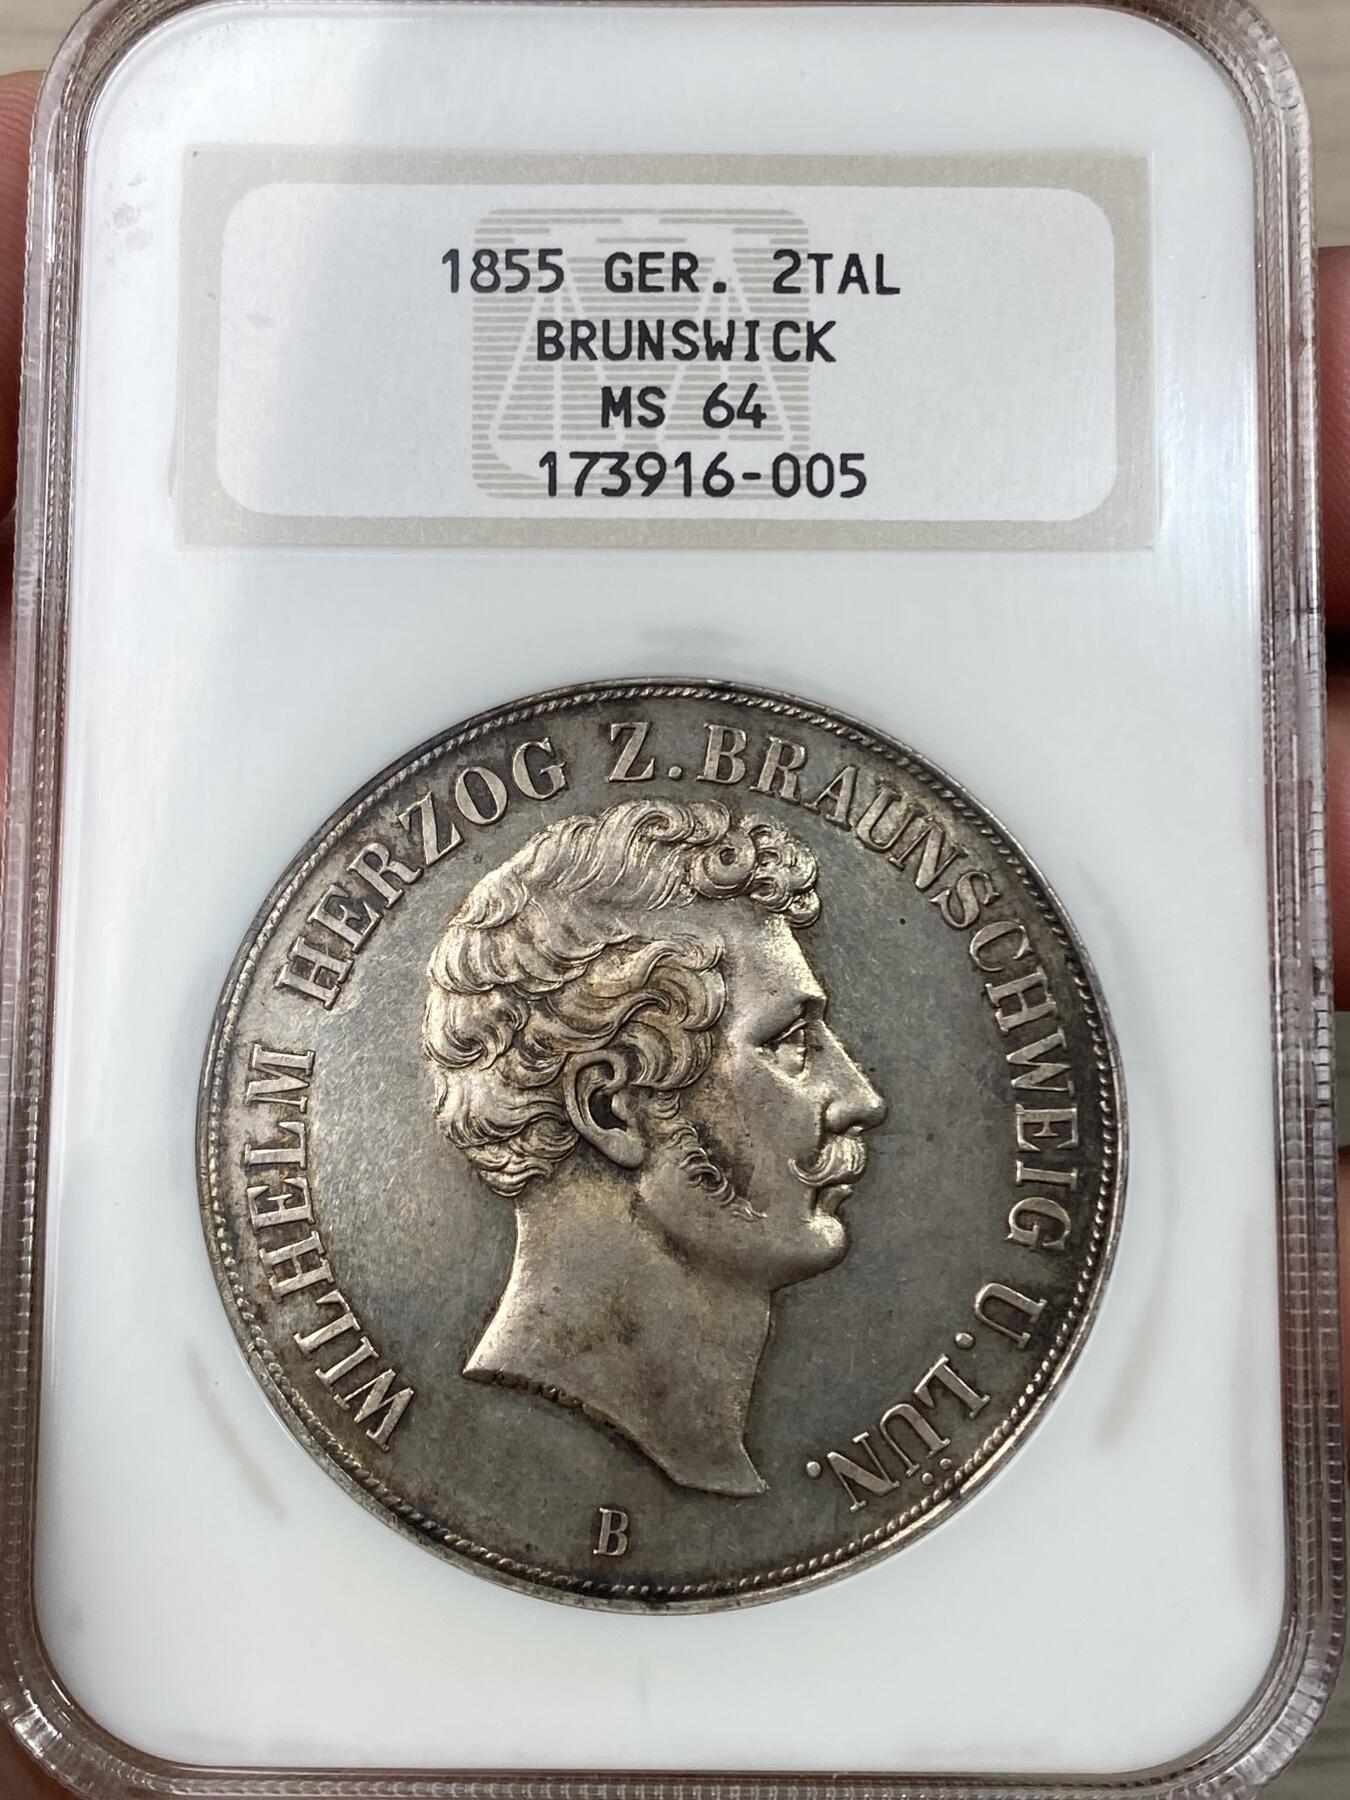 1855 GER. 2TAL
BRUNSWICK
MS 64
173916-005
WILHELM HERZOG Z.BRAUNSCHWEIG U.LÜN.
B